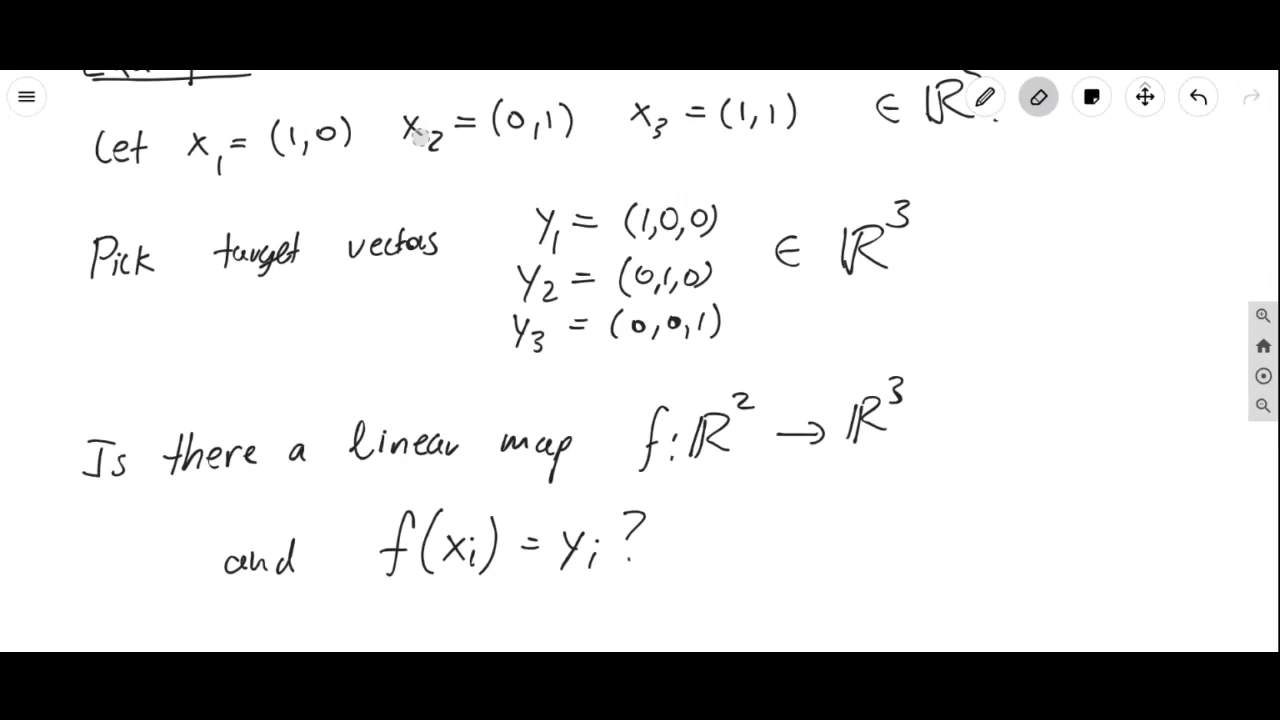 Let x₁ = (1,0) x₂ = (0,1) x₃ = (1,1) ∈ ℝ².
Pick target vectors y₁ = (1,0,0) ∈ ℝ³
y₂ = (0,1,0)
y₃ = (0,0,1)
Is there a linear map f: ℝ² → ℝ³
and f(xᵢ) = yᵢ ?